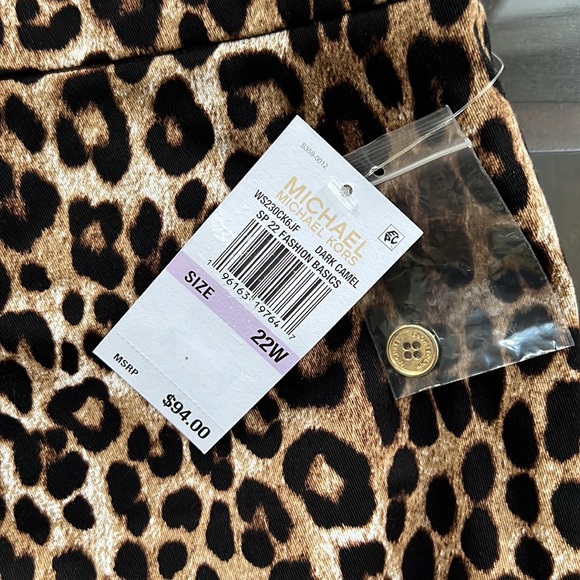 S359-0012
MICHAEL
MICHAEL KORS
WS230CK6JF DARK CAMEL
SP 22 FASHION BASICS
1 96163 19764 7
SIZE 22W
MSRP $94.00